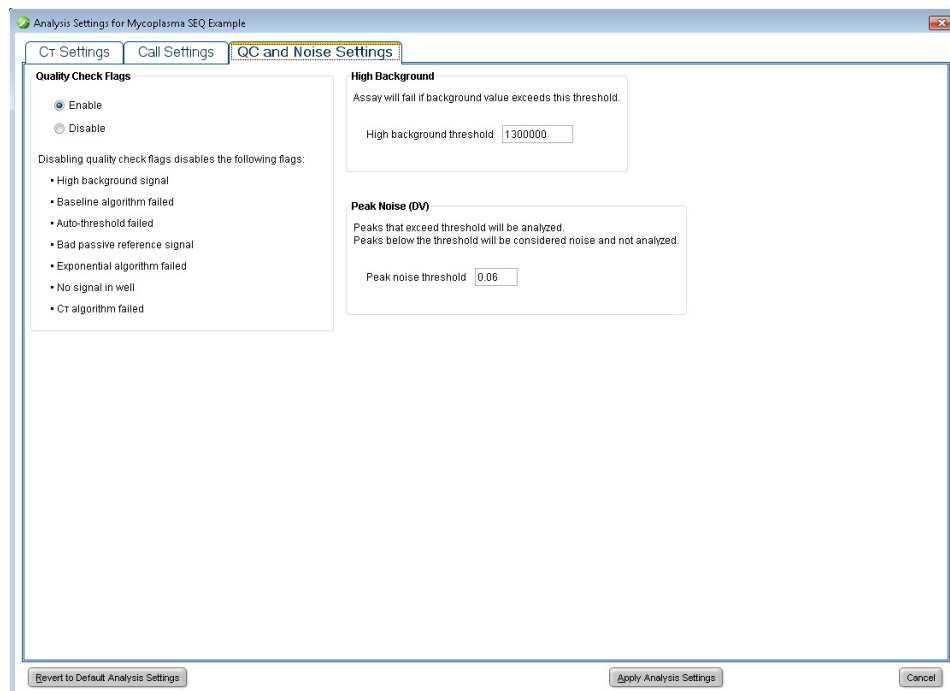 Analysis Settings for Mycoplasma SEQ Example
CT Settings
Call Settings
QC and Noise Settings
Quality Check Flags
Enable
Disable
Disabling quality check flags disables the following flags:
▪ High background signal
▪ Baseline algorithm failed
▪ Auto-threshold failed
▪ Bad passive reference signal
▪ Exponential algorithm failed
▪ No signal in well
▪ CT algorithm failed
High Background
Assay will fail if background value exceeds this threshold.
High background threshold 1300000
Peak Noise (DV)
Peaks that exceed threshold will be analyzed.
Peaks below the threshold will be considered noise and not analyzed.
Peak noise threshold 0.06
Revert to Default Analysis Settings
Apply Analysis Settings
Cancel